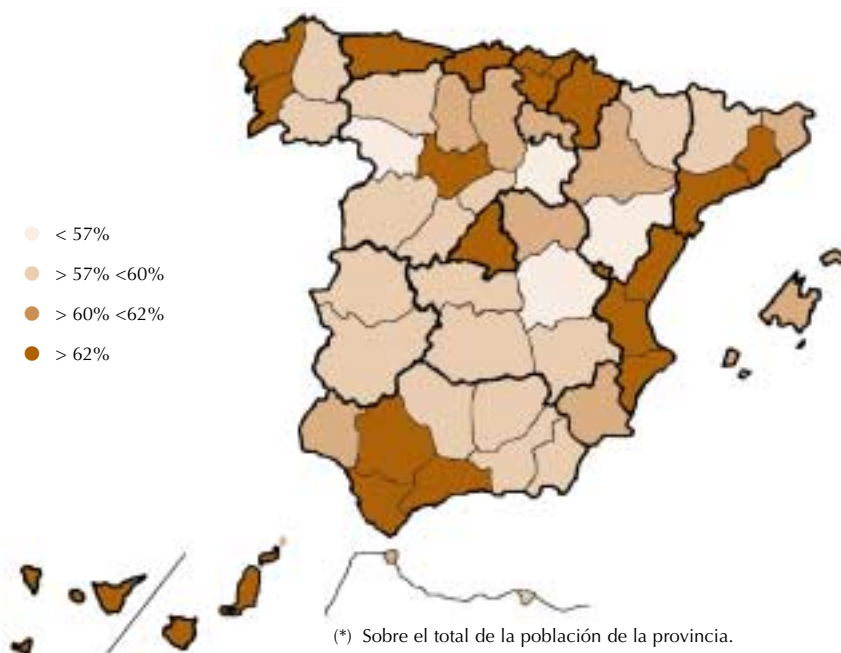 < 57%
> 57% <60%
> 60% <62%
> 62%
(*) Sobre el total de la población de la provincia.